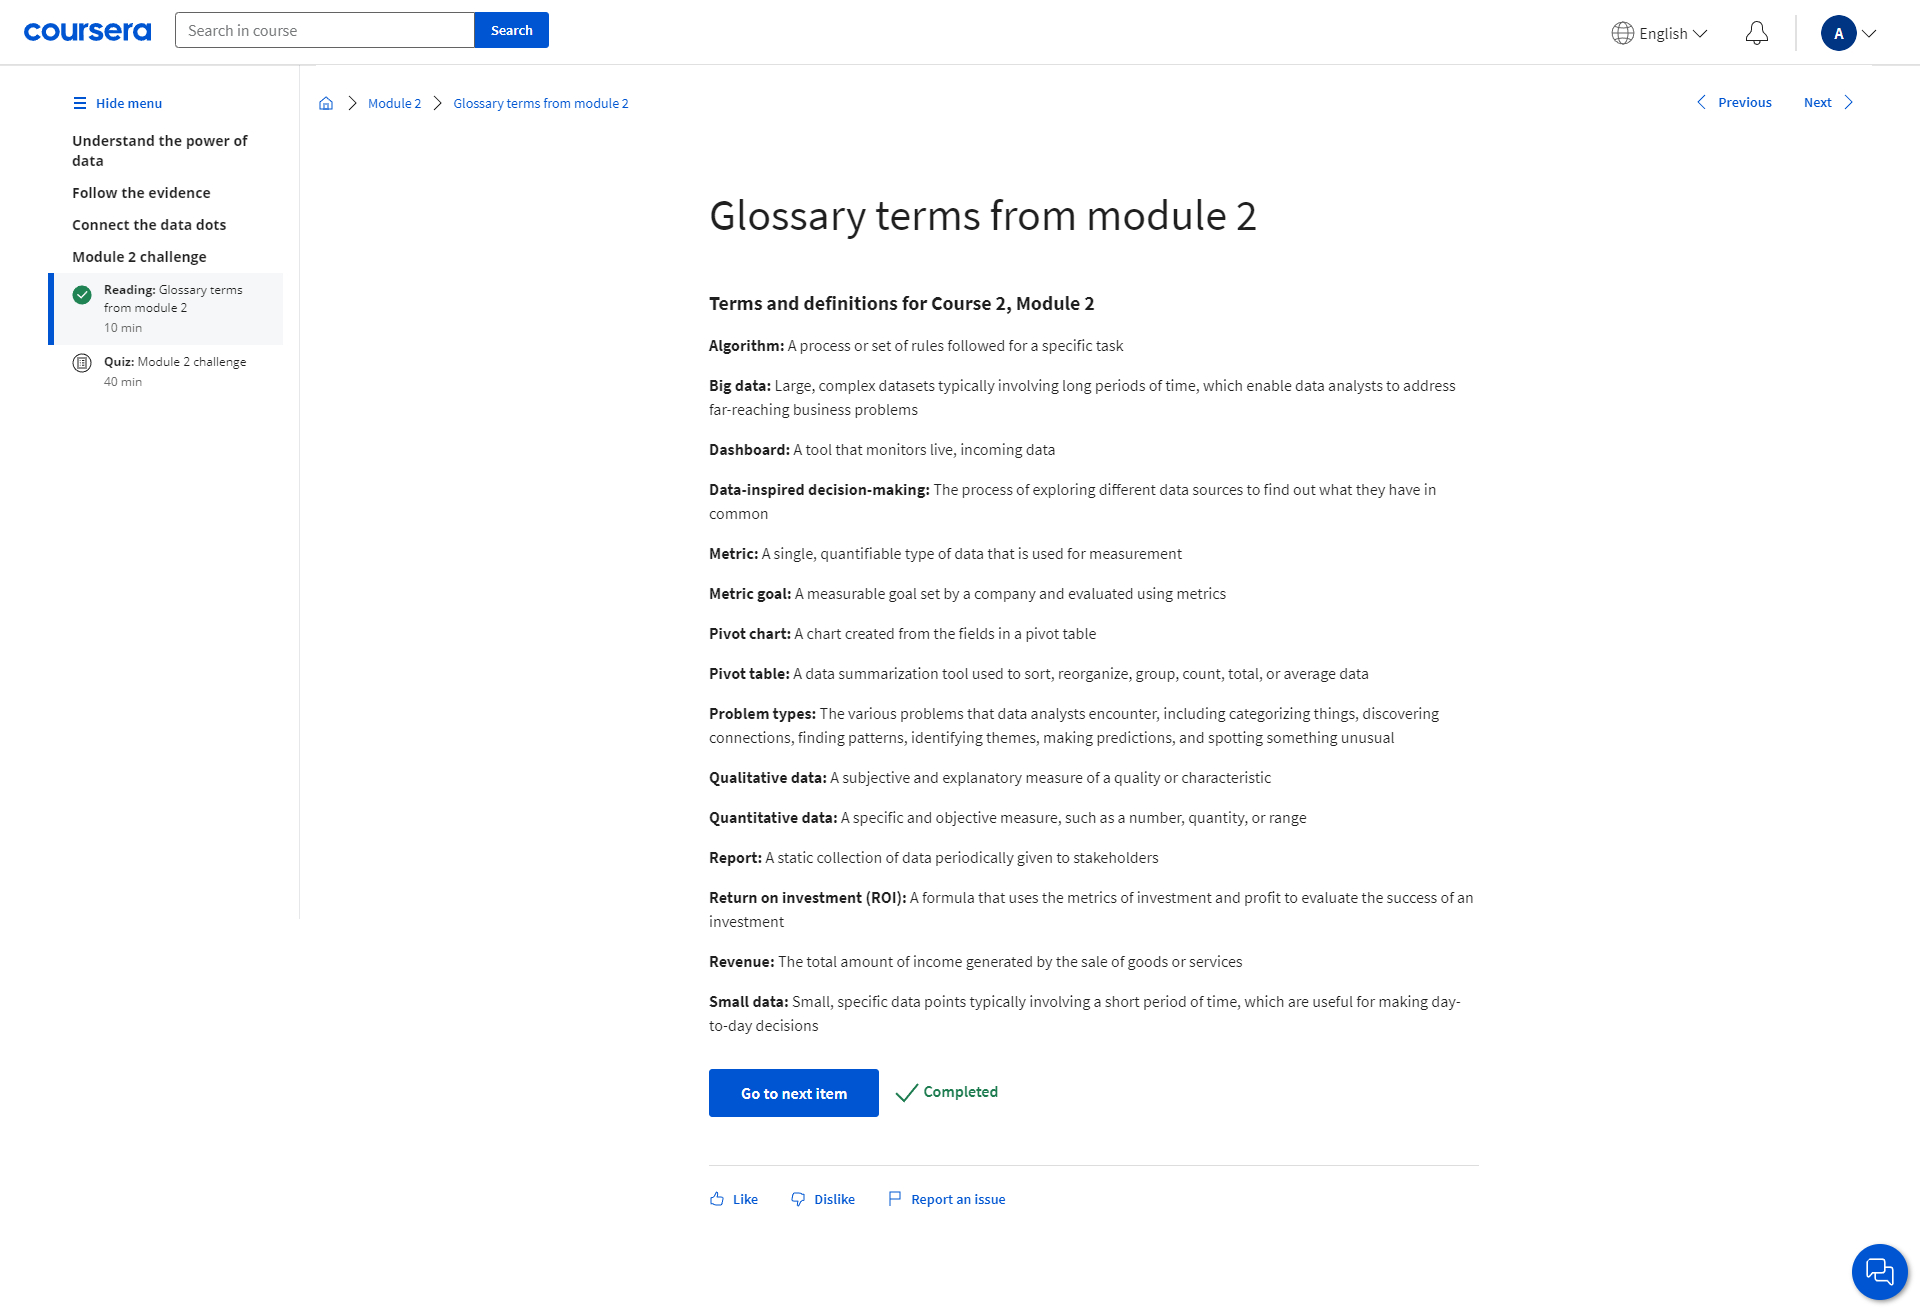 coursera
Search in course
Search
English
A
Hide menu
Understand the power of
data
Follow the evidence
Connect the data dots
Module 2 challenge
Reading: Glossary terms
from module 2
10 min
Quiz: Module 2 challenge
40 min
Module 2
Glossary terms from module 2
Previous
Next
Glossary terms from module 2
Terms and definitions for Course 2, Module 2
Algorithm: A process or set of rules followed for a specific task
Big data: Large, complex datasets typically involving long periods of time, which enable data analysts to address
far-reaching business problems
Dashboard: A tool that monitors live, incoming data
Data-inspired decision-making: The process of exploring different data sources to find out what they have in
common
Metric: A single, quantifiable type of data that is used for measurement
Metric goal: A measurable goal set by a company and evaluated using metrics
Pivot chart: A chart created from the fields in a pivot table
Pivot table: A data summarization tool used to sort, reorganize, group, count, total, or average data
Problem types: The various problems that data analysts encounter, including categorizing things, discovering
connections, finding patterns, identifying themes, making predictions, and spotting something unusual
Qualitative data: A subjective and explanatory measure of a quality or characteristic
Quantitative data: A specific and objective measure, such as a number, quantity, or range
Report: A static collection of data periodically given to stakeholders
Return on investment (ROI): A formula that uses the metrics of investment and profit to evaluate the success of an
investment
Revenue: The total amount of income generated by the sale of goods or services
Small data: Small, specific data points typically involving a short period of time, which are useful for making day-
to-day decisions
Go to next item
Completed
Like
Dislike
Report an issue